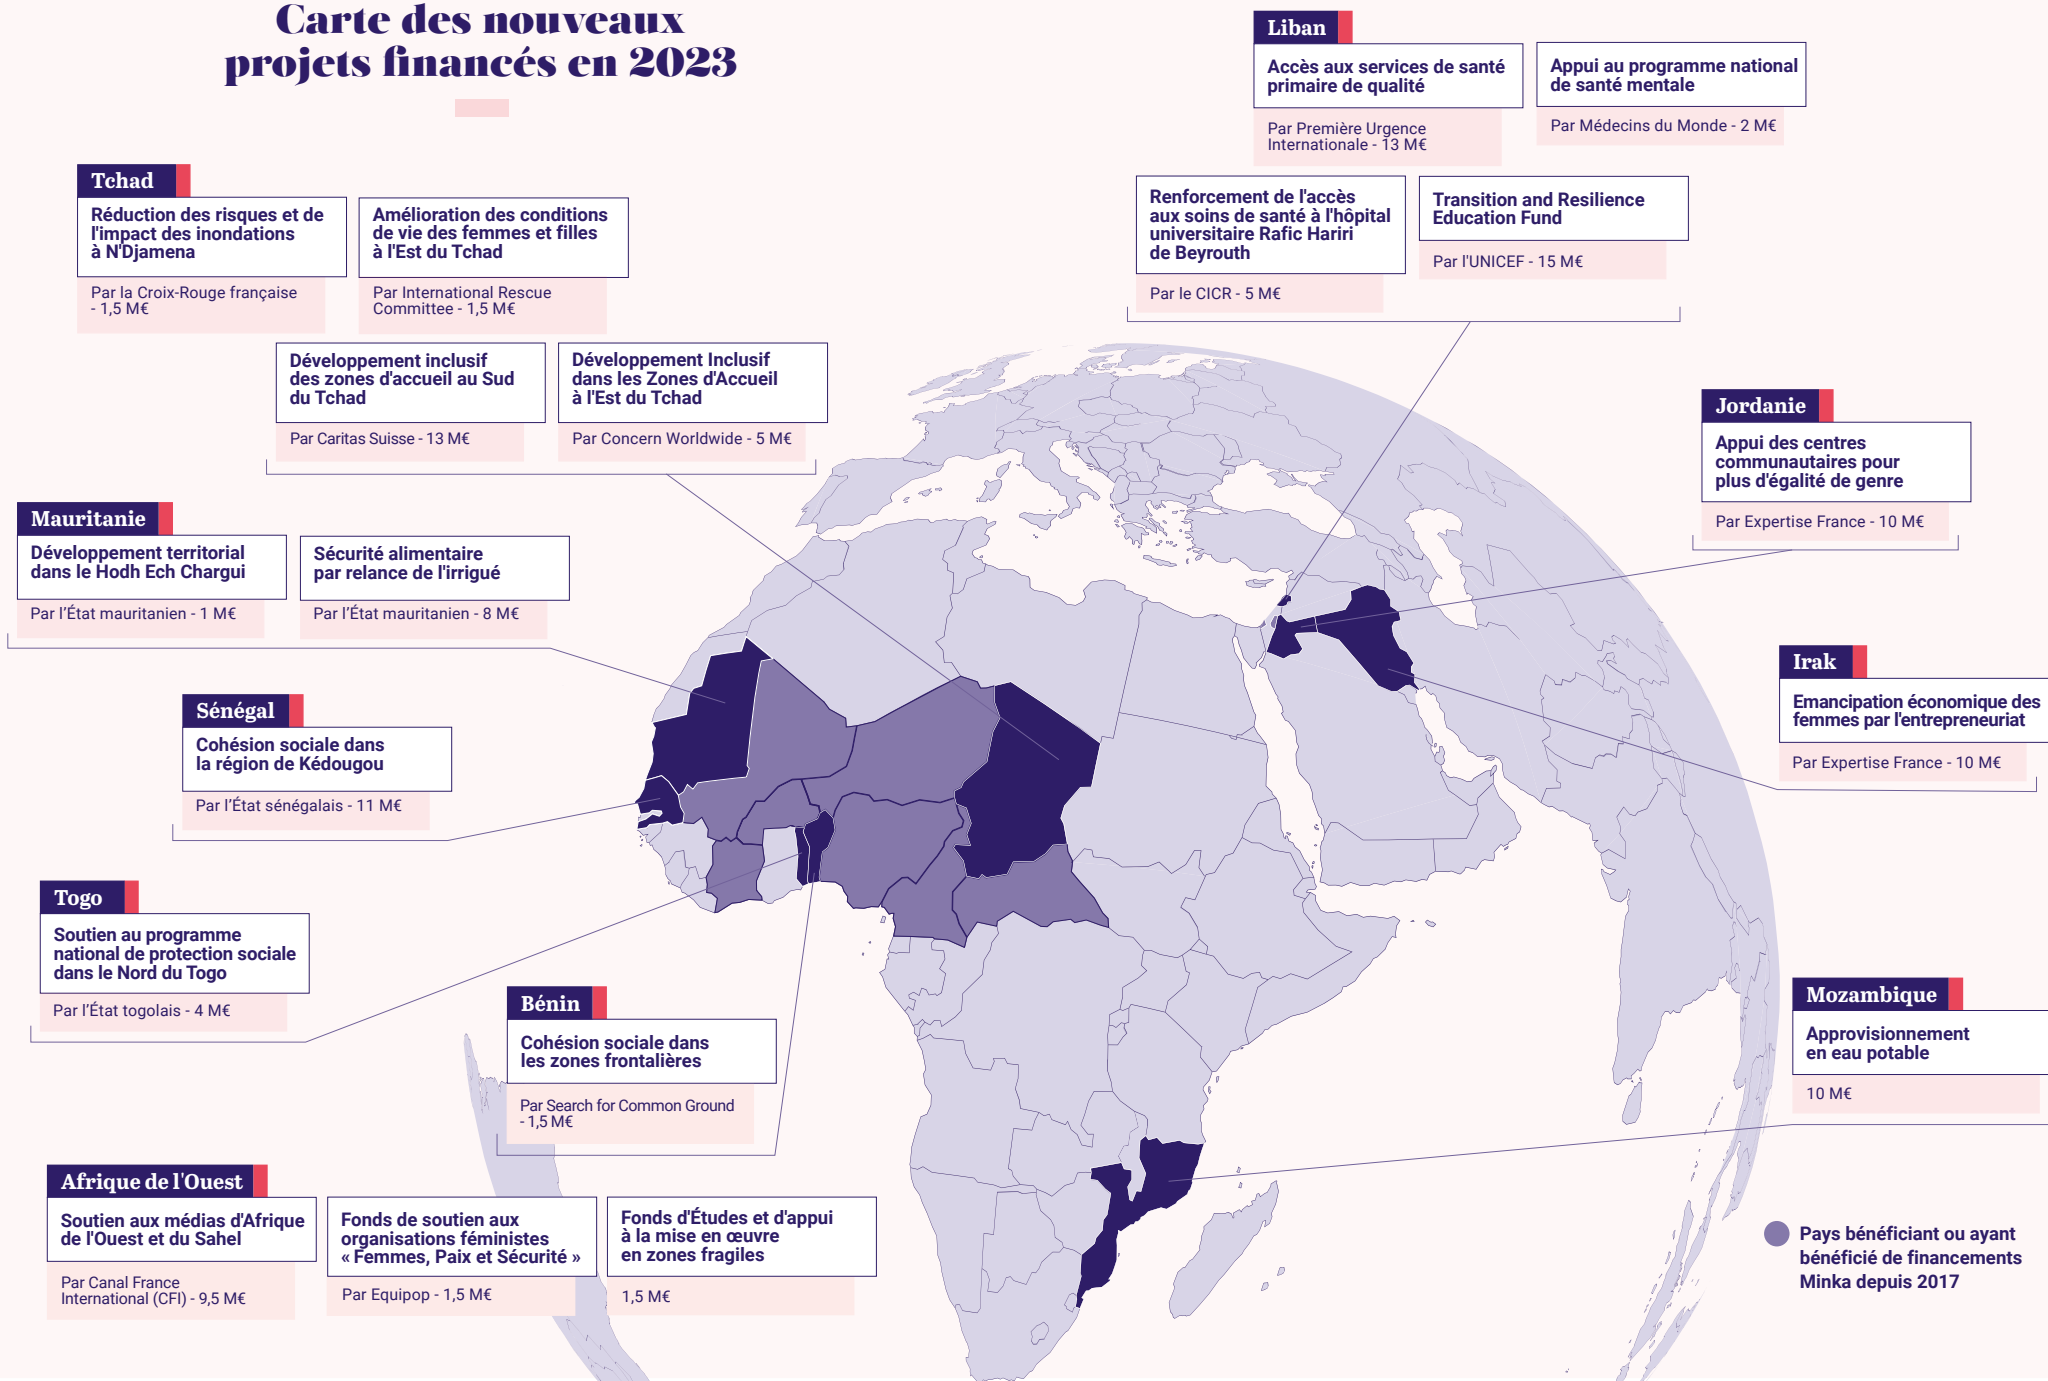 Carte des nouveaux
projets financés en 2023
Liban
Accès aux services de santé
primaire de qualité
Par Première Urgence
Internationale - 13 M€
Appui au programme national
de santé mentale
Par Médecins du Monde - 2 M€
Renforcement de l'accès
aux soins de santé à l'hôpital
universitaire Rafic Hariri
de Beyrouth
Par le CICR - 5 M€
Transition and Resilience
Education Fund
Par l'UNICEF - 15 M€
Tchad
Réduction des risques et de
l'impact des inondations
à N'Djamena
Par la Croix-Rouge française
- 1,5 M€
Amélioration des conditions
de vie des femmes et filles
à l'Est du Tchad
Par International Rescue
Committee - 1,5 M€
Développement inclusif
des zones d'accueil au Sud
du Tchad
Par Caritas Suisse - 13 M€
Développement Inclusif
dans les Zones d'Accueil
à l'Est du Tchad
Par Concern Worldwide - 5 M€
Jordanie
Appui des centres
communautaires pour
plus d'égalité de genre
Par Expertise France - 10 M€
Mauritanie
Développement territorial
dans le Hodh Ech Chargui
Par l’État mauritanien - 1 M€
Sécurité alimentaire
par relance de l'irrigué
Par l’État mauritanien - 8 M€
Irak
Emancipation économique des
femmes par l'entrepreneuriat
Par Expertise France - 10 M€
Sénégal
Cohésion sociale dans
la région de Kédougou
Par l’État sénégalais - 11 M€
Togo
Soutien au programme
national de protection sociale
dans le Nord du Togo
Par l’État togolais - 4 M€
Bénin
Cohésion sociale dans
les zones frontalières
Par Search for Common Ground
- 1,5 M€
Mozambique
Approvisionnement
en eau potable
10 M€
Afrique de l'Ouest
Soutien aux médias d'Afrique
de l'Ouest et du Sahel
Par Canal France
International (CFI) - 9,5 M€
Fonds de soutien aux
organisations féministes
« Femmes, Paix et Sécurité »
Par Equipop - 1,5 M€
Fonds d'Études et d'appui
à la mise en œuvre
en zones fragiles
1,5 M€
Pays bénéficiant ou ayant
bénéficié de financements
Minka depuis 2017